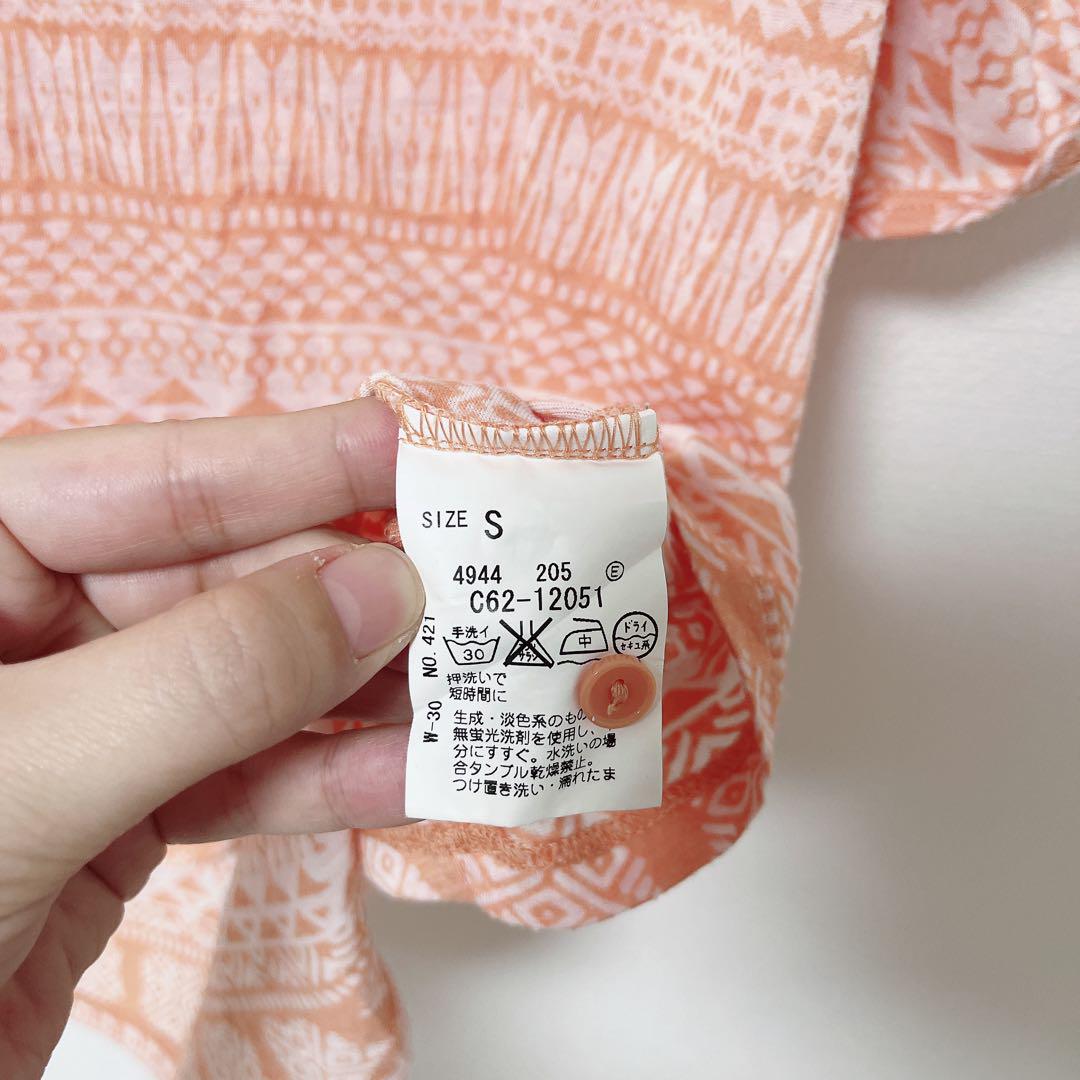 SIZE S
4944 205 E
C62-12051
手洗イ
30
中
ドライ
セキユ系
押洗いで
短時間に
生成・淡色系のもの
無蛍光洗剤を使用し、
分にすすぐ。水洗いの場
合タンブル乾燥禁止。
つけ置き洗い・濡れたま
W-30 NO. 421